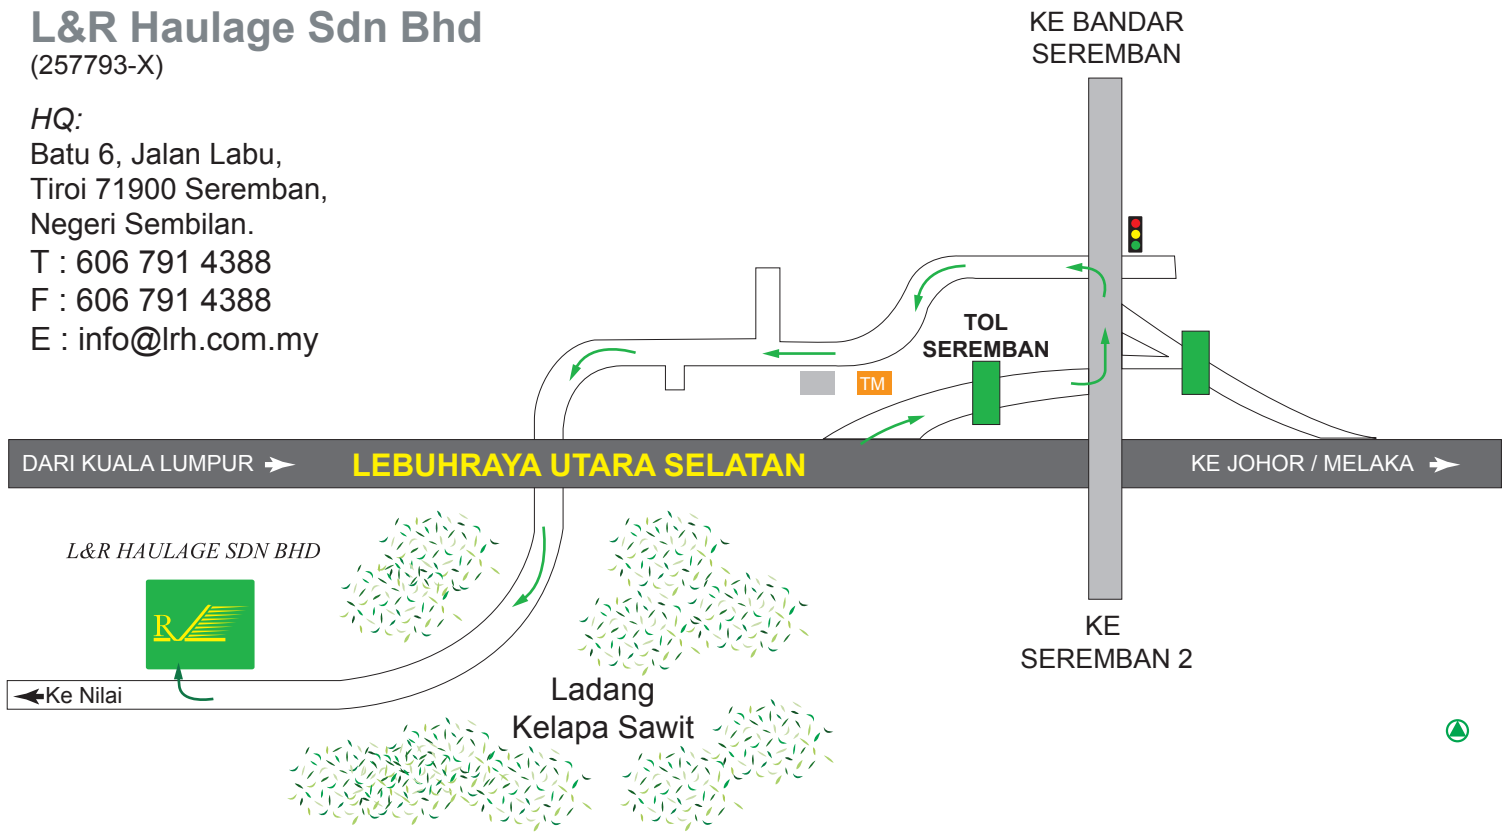 L&R Haulage Sdn Bhd
(257793-X)
HQ:
Batu 6, Jalan Labu,
Tiroi 71900 Seremban,
Negeri Sembilan.
T : 606 791 4388
F : 606 791 4388
E : info@lrh.com.my
KE BANDAR
SEREMBAN
TOL
SEREMBAN
TM
DARI KUALA LUMPUR
LEBUHRAYA UTARA SELATAN
KE JOHOR / MELAKA
L&R HAULAGE SDN BHD
R
KE
SEREMBAN 2
Ke Nilai
Ladang
Kelapa Sawit